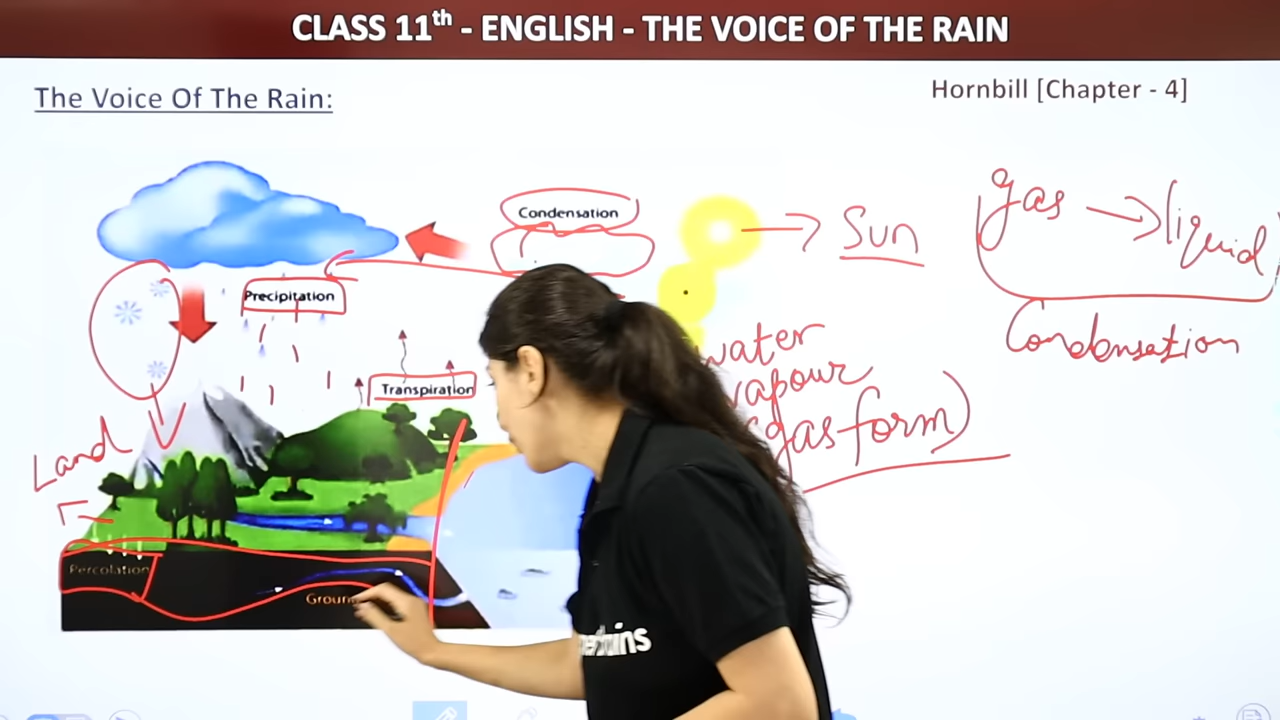 CLASS 11th - ENGLISH - THE VOICE OF THE RAIN
The Voice Of The Rain:
Hornbill [Chapter - 4]
Condensation
Sun
gas → liquid
Condensation
Precipitation
water
vapour
(gas form)
Transpiration
Land
Percolation